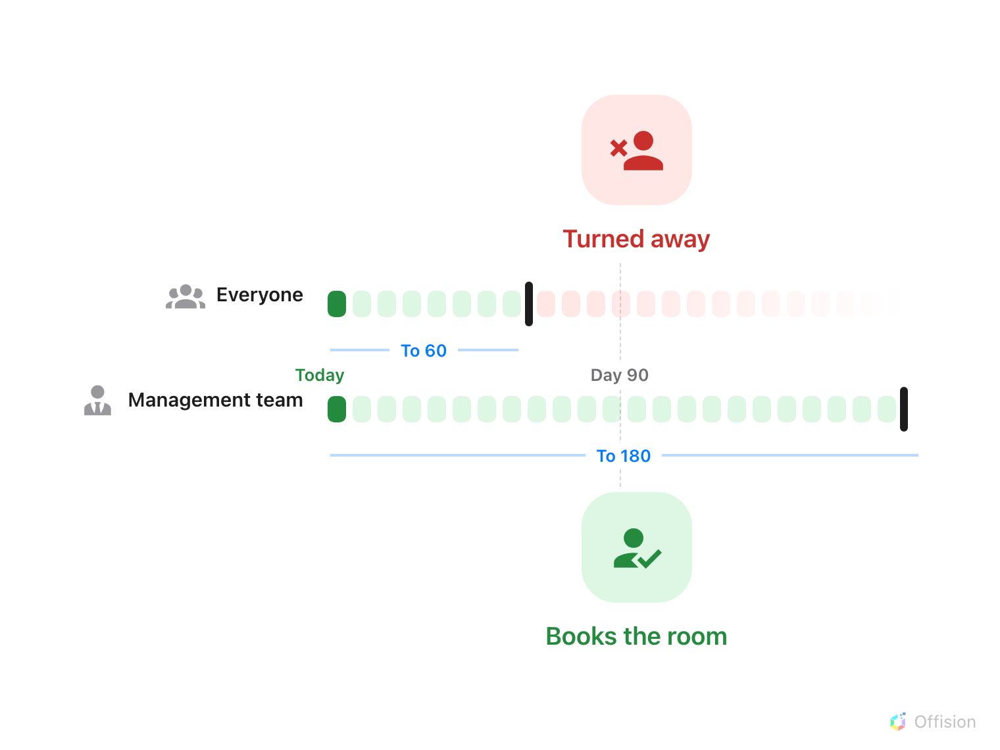 Turned away
Everyone
To 60
Today
Day 90
Management team
To 180
Books the room
Offision